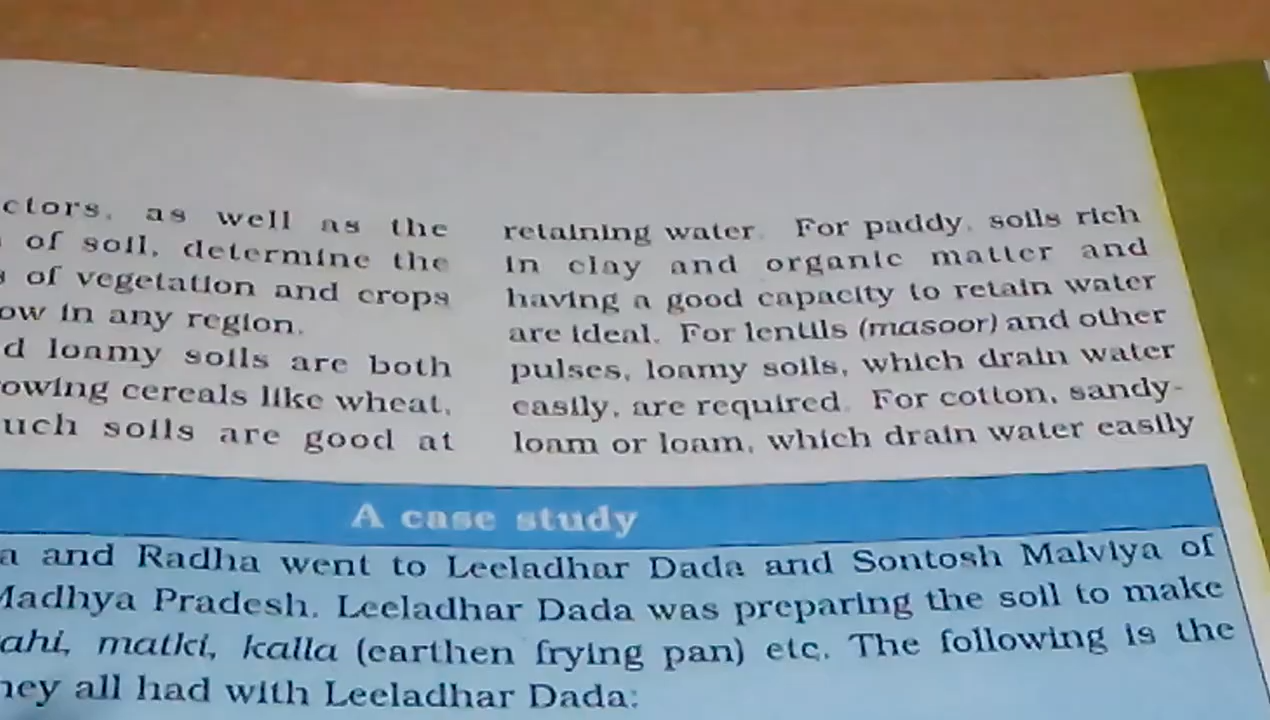 ctors, as well as the
of soil, determine the
of vegetation and crops
ow in any region.
d loamy soils are both
owing cereals like wheat,
uch soils are good at
retaining water. For paddy, soils rich
in clay and organic matter and
having a good capacity to retain water
are ideal. For lentils (masoor) and other
pulses, loamy soils, which drain water
easily, are required. For cotton, sandy-
loam or loam, which drain water easily
A case study
a and Radha went to Leeladhar Dada and Sontosh Malviya of
Madhya Pradesh. Leeladhar Dada was preparing the soil to make
ahi, matki, kalla (earthen frying pan) etc. The following is the
hey all had with Leeladhar Dada: